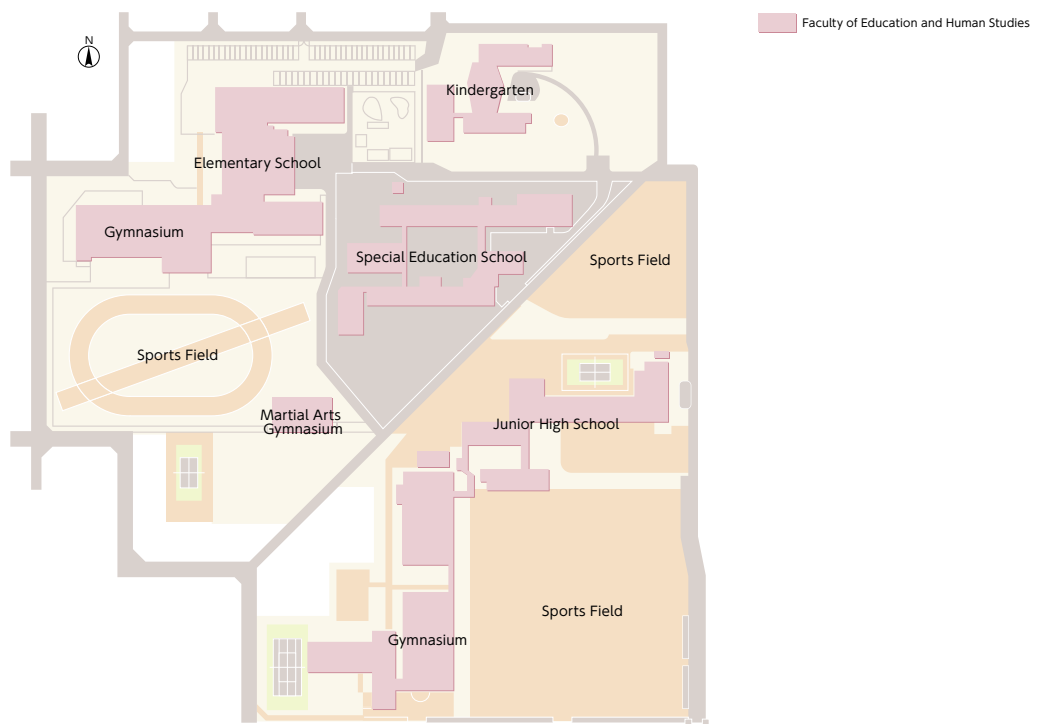 Faculty of Education and Human Studies
N
Kindergarten
Elementary School
Gymnasium
Special Education School
Sports Field
Sports Field
Martial Arts
Gymnasium
Junior High School
Sports Field
Gymnasium